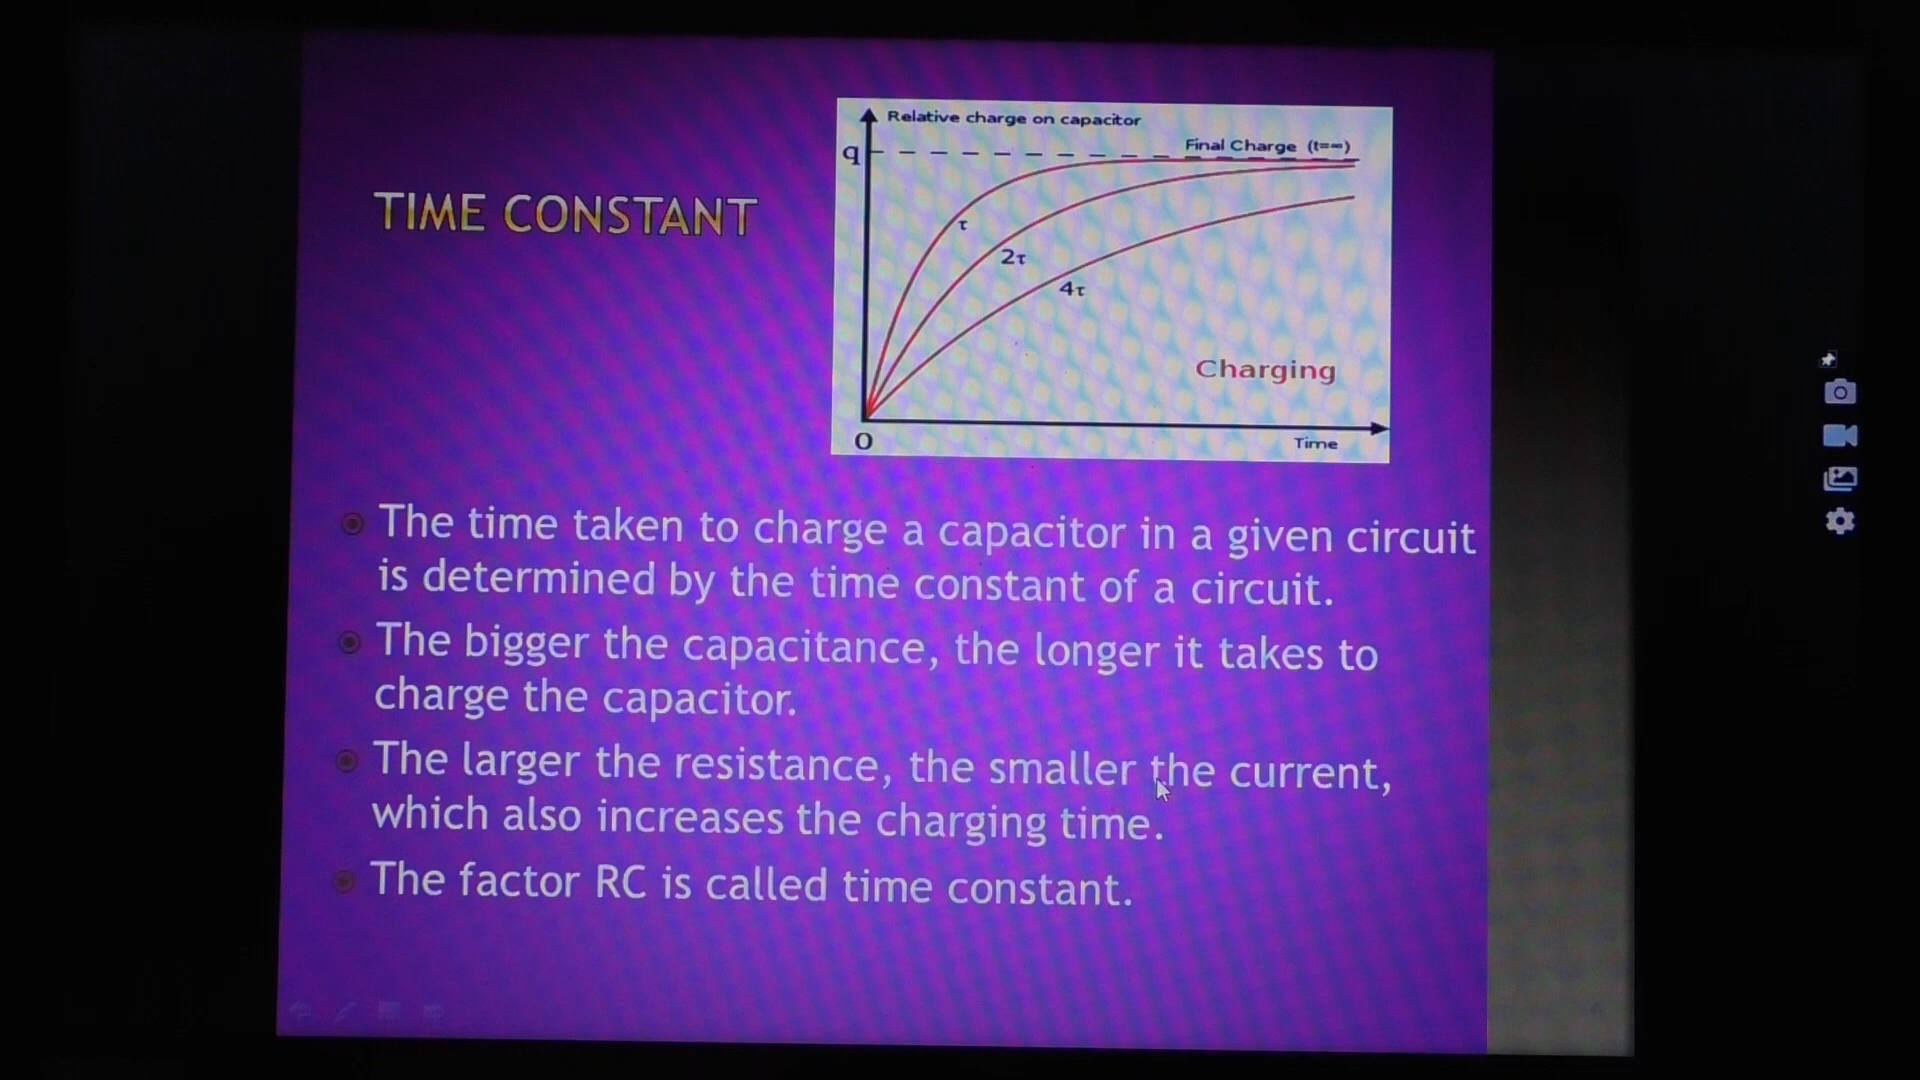 TIME CONSTANT
Relative charge on capacitor
q
Final Charge (t=∞)
τ
2τ
4τ
Charging
O
Time
The time taken to charge a capacitor in a given circuit
is determined by the time constant of a circuit.
The bigger the capacitance, the longer it takes to
charge the capacitor.
The larger the resistance, the smaller the current,
which also increases the charging time.
The factor RC is called time constant.